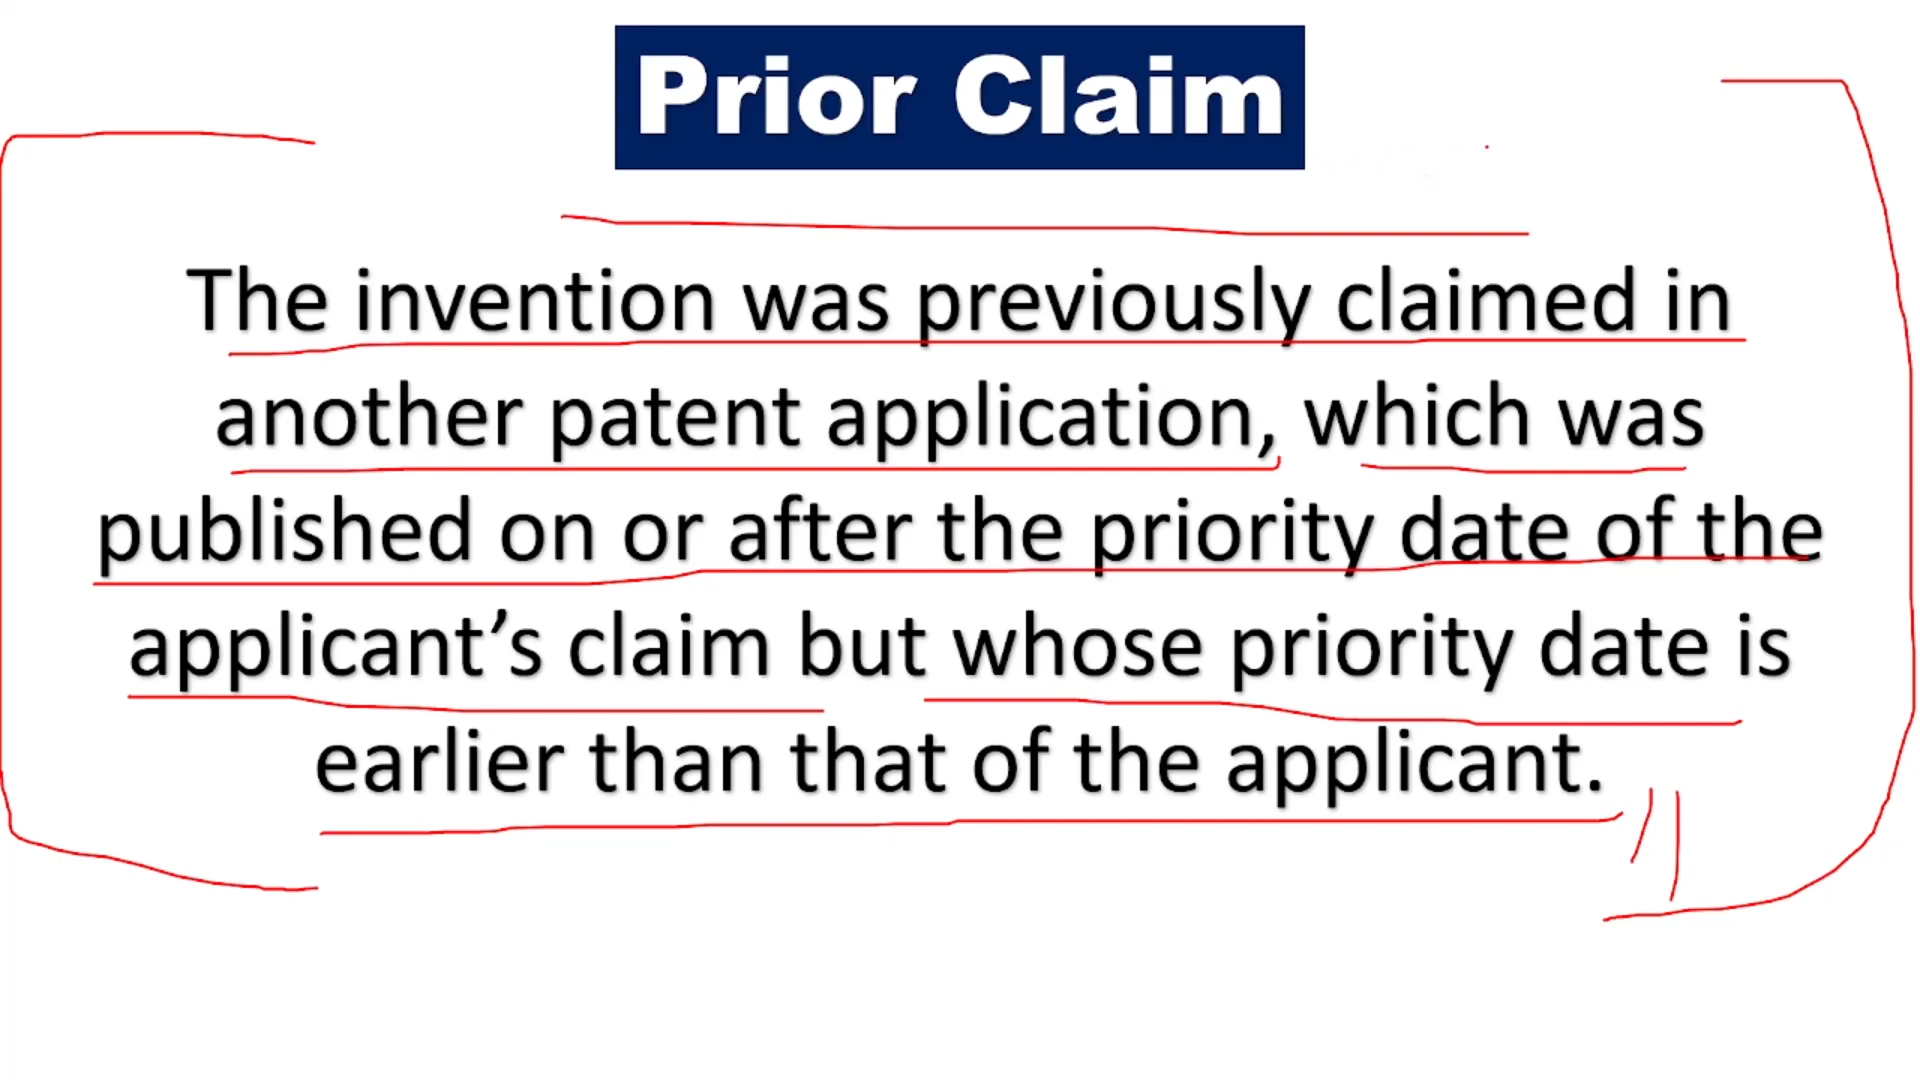 Prior Claim
The invention was previously claimed in
another patent application, which was
published on or after the priority date of the
applicant’s claim but whose priority date is
earlier than that of the applicant.